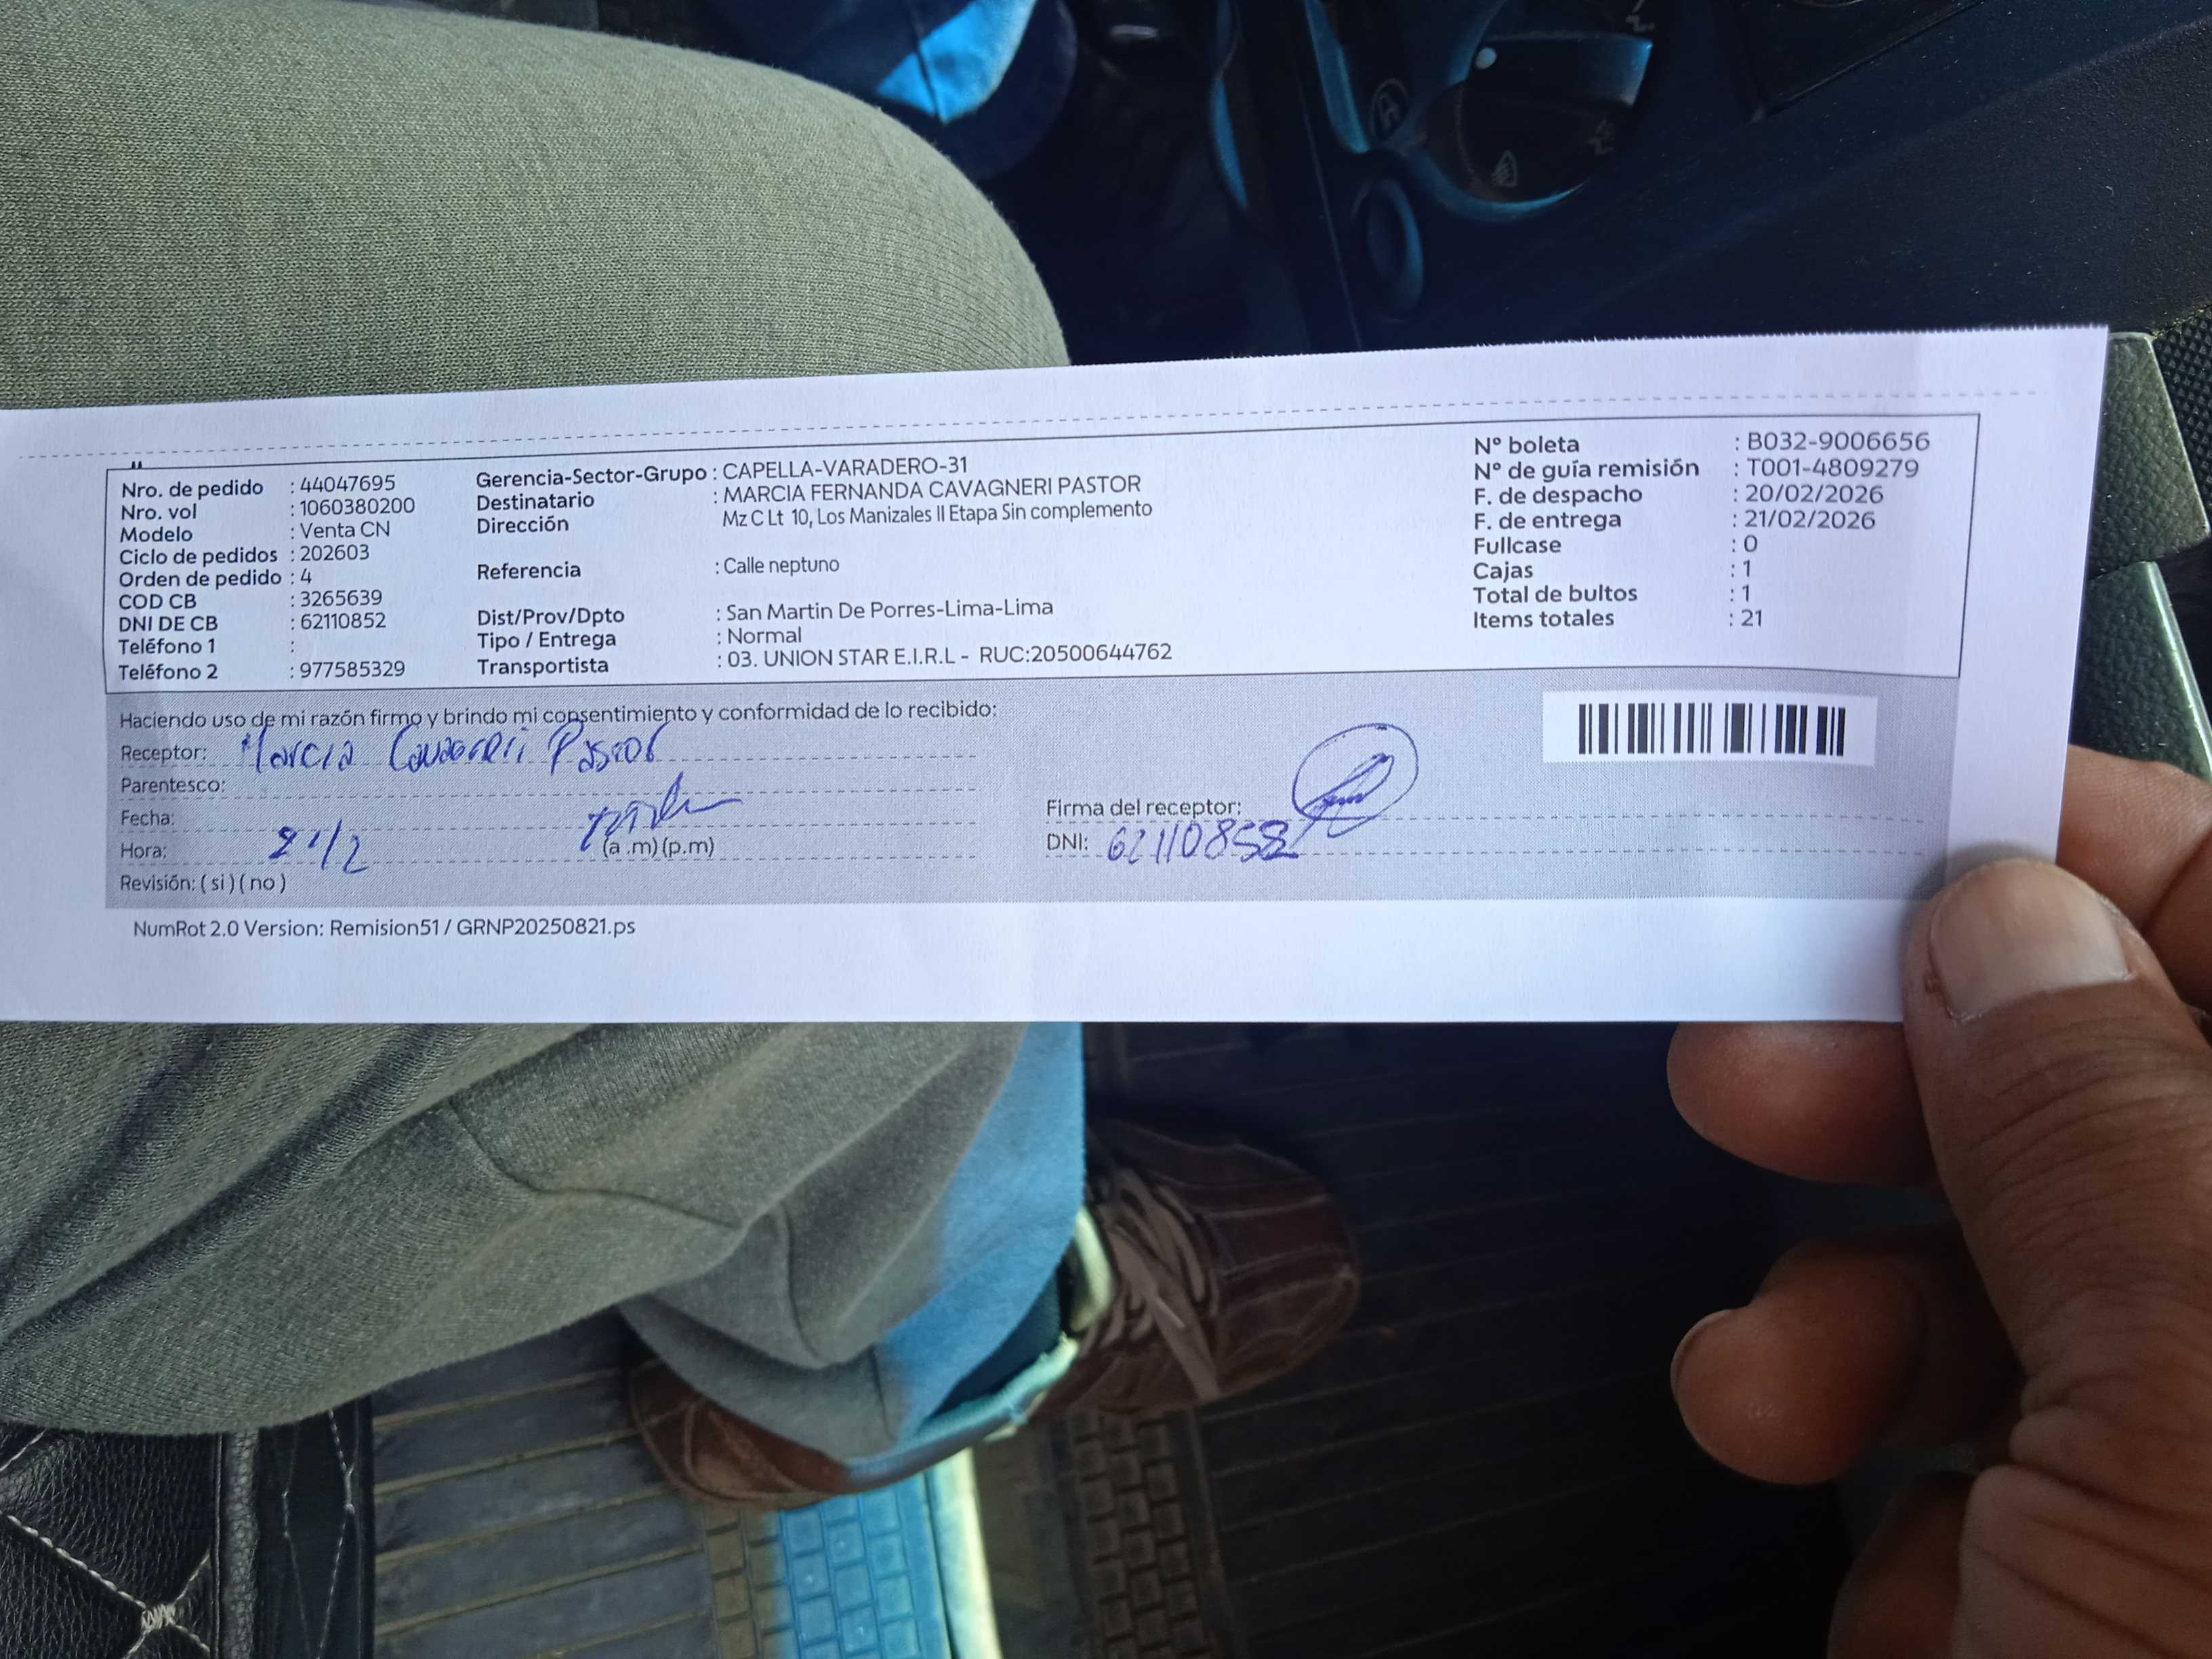 Nro. de pedido : 44047695
Nro. vol : 1060380200
Modelo : Venta CN
Ciclo de pedidos : 202603
Orden de pedido : 4
COD CB : 3265639
DNI DE CB : 62110852
Teléfono 1 :
Teléfono 2 : 977585329
Gerencia-Sector-Grupo : CAPELLA-VARADERO-31
Destinatario : MARCIA FERNANDA CAVAGNERI PASTOR
Dirección Mz C Lt 10, Los Manizales II Etapa Sin complemento
Referencia : Calle neptuno
Dist/Prov/Dpto : San Martin De Porres-Lima-Lima
Tipo / Entrega : Normal
Transportista : 03. UNION STAR E.I.R.L - RUC:20500644762
Nº boleta : B032-9006656
Nº de guía remisión : T001-4809279
F. de despacho : 20/02/2026
F. de entrega : 21/02/2026
Fullcase : 0
Cajas : 1
Total de bultos : 1
Items totales : 21
Haciendo uso de mi razón firmo y brindo mi consentimiento y conformidad de lo recibido:
Receptor: Marcia Cavagneri Pastor
Parentesco:
Fecha:
Hora: 21/2 (a .m) (p.m)
Revisión: ( si ) ( no )
Firma del receptor:
DNI: 62110852
NumRot 2.0 Version: Remision51 / GRNP20250821.ps